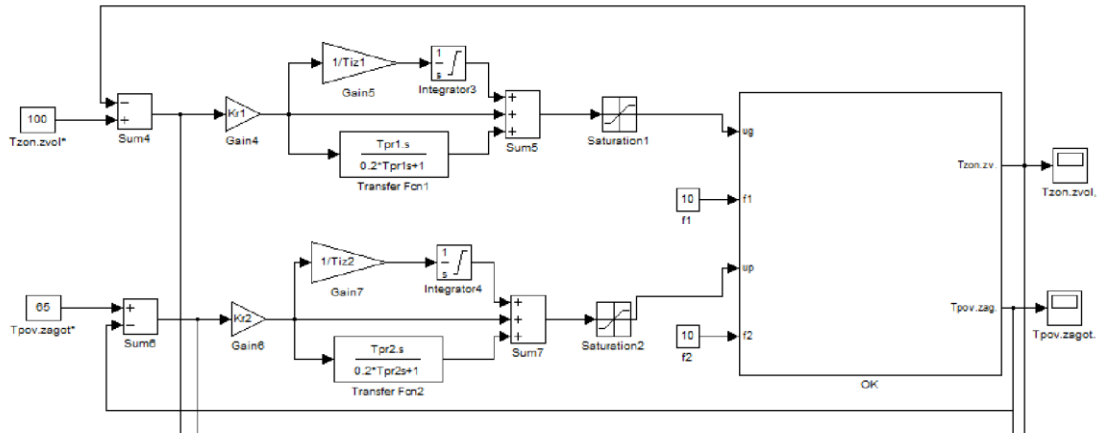 100
Tzon.zvol*
Sum4
Kr1
Gain4
1/Tiz1
Gain5
1
s
Integrator3
Tpr1.s
0.2*Tpr1s+1
Transfer Fcn1
Sum5
Saturation1
ug
10
f1
f1
Tzon.zv.
Tzon.zvol,
65
Tpov.zagot*
Sum6
Kr2
Gain6
1/Tiz2
Gain7
1
s
Integrator4
Tpr2.s
0.2*Tpr2s+1
Transfer Fcn2
Sum7
Saturation2
up
10
f2
f2
Tpov.zag.
Tpov.zagot.
OK